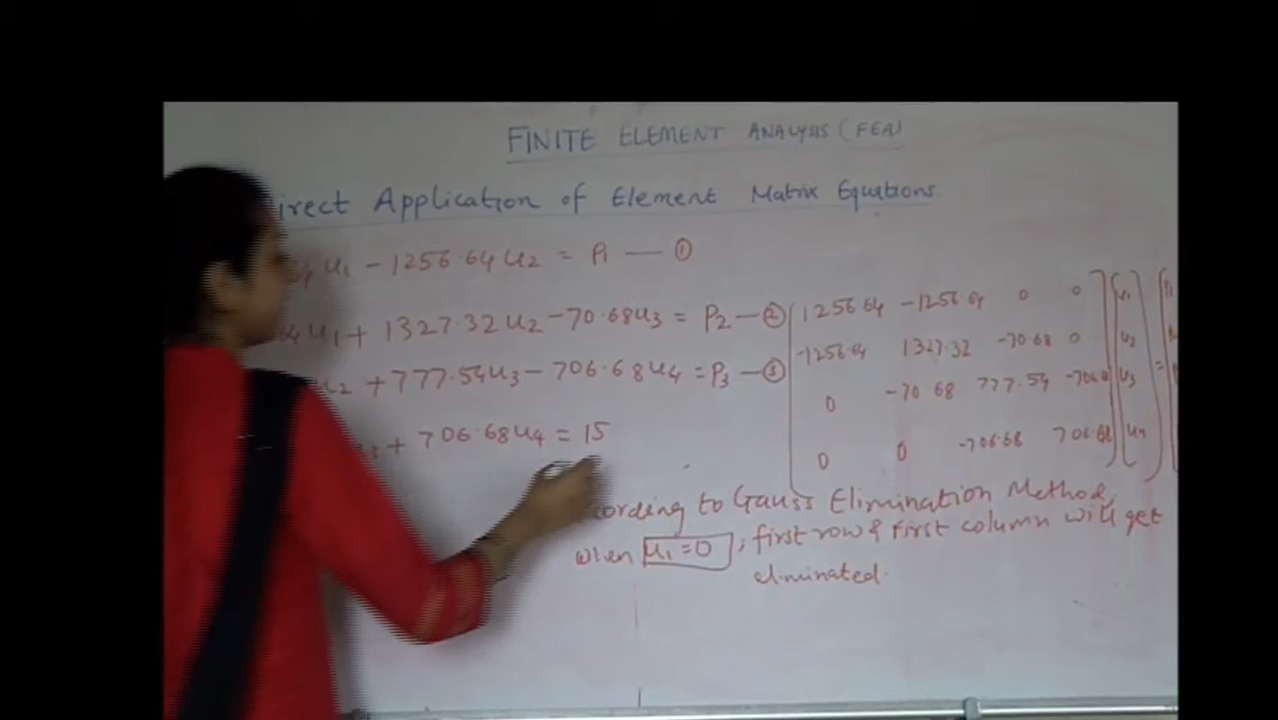 FINITE ELEMENT ANALYSIS (FEA)
irect Application of Element Matrix Equations
u1 - 1256.64 u2 = P1 — ①
u1 + 1327.32 u2 - 70.68 u3 = P2 — ②
u2 + 777.54 u3 - 706.68 u4 = P3 — ③
+ 706.68 u4 = 15
1256.64 -1256.64 0 0 u1
-1256.64 1327.32 -70.68 0 u2 =
0 -70.68 777.54 u3
0 0 -706.68 706.68 u4
cording to Gauss Elimination Method,
when u1 = 0 ; first row & first column will get
eliminated.